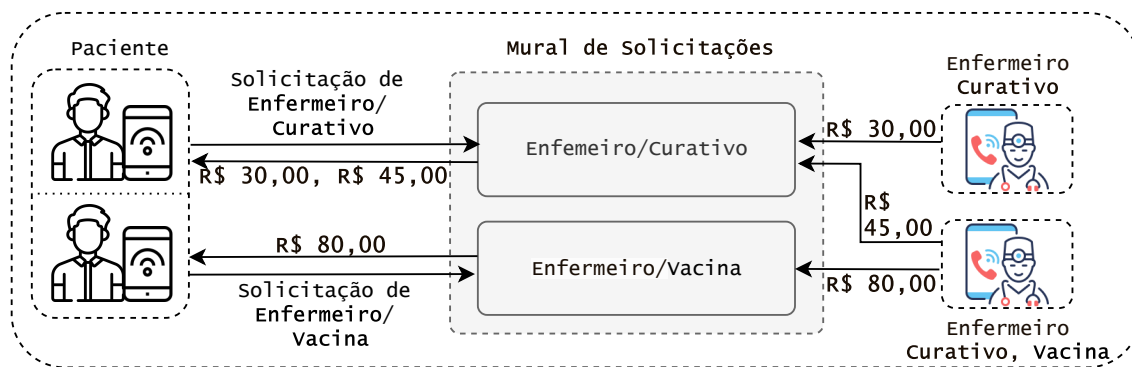 Paciente
Mural de Solicitações
Enfermeiro
Curativo
Solicitação de
Enfermeiro/
Curativo
R$ 30,00
Enfemeiro/Curativo
R$ 30,00, R$ 45,00
R$
45,00
R$ 80,00
Enfermeiro/Vacina
R$ 80,00
Solicitação de
Enfermeiro/
Vacina
Enfermeiro
Curativo, Vacina